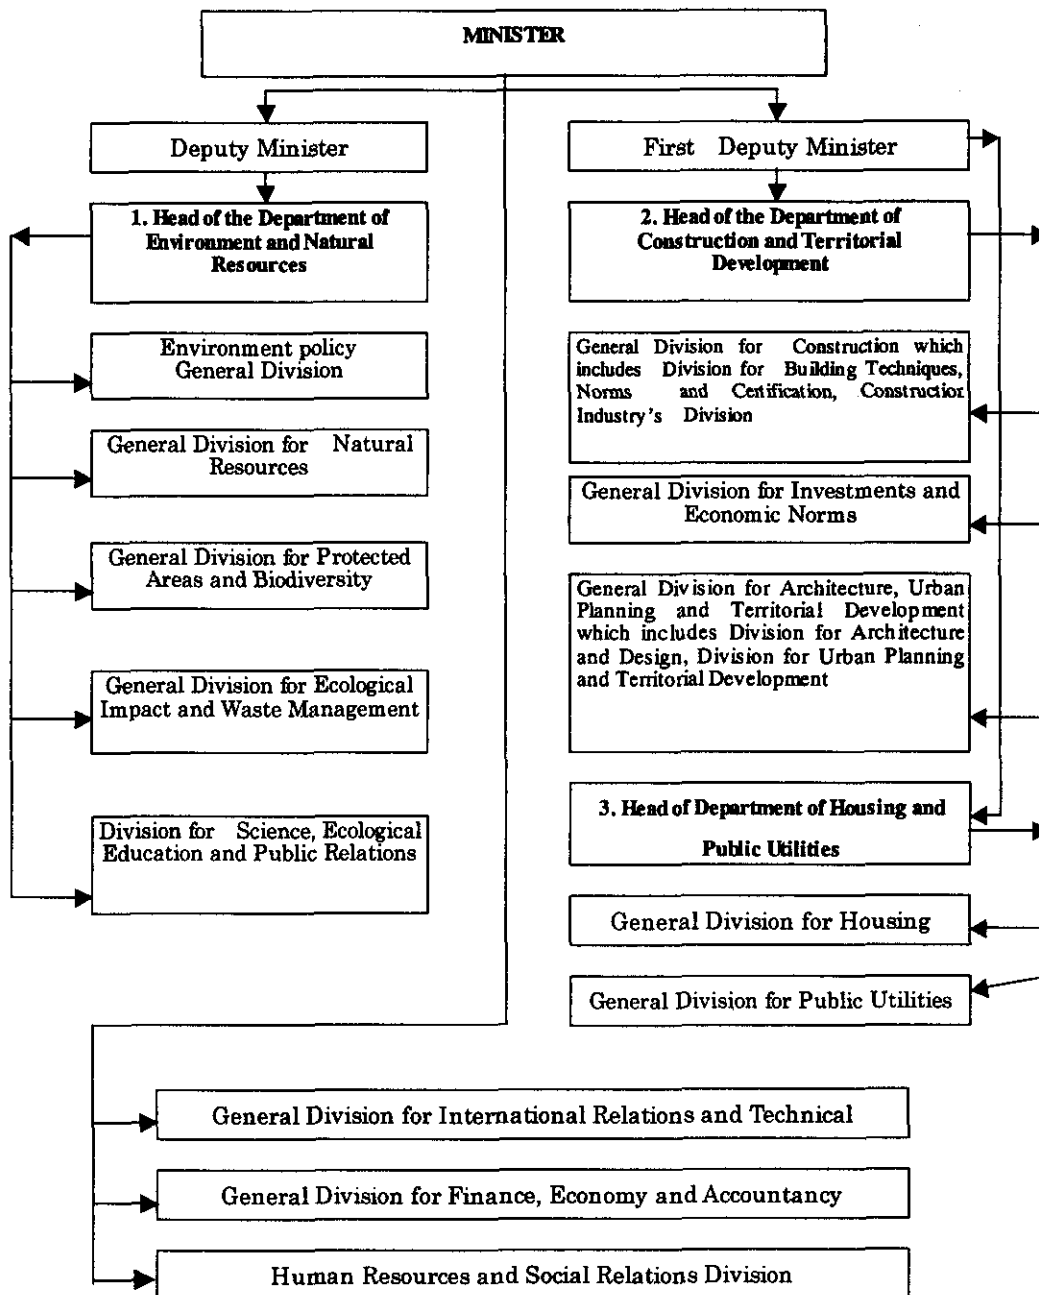 MINISTER
Deputy Minister
First Deputy Minister
1. Head of the Department of
Environment and Natural
Resources
2. Head of the Department of
Construction and Territorial
Development
Environment policy
General Division
General Division for Construction which
includes Division for Building Techniques,
Norms and Certification, Construction
Industry's Division
General Division for Natural
Resources
General Division for Investments and
Economic Norms
General Division for Protected
Areas and Biodiversity
General Division for Architecture, Urban
Planning and Territorial Development
which includes Division for Architecture
and Design, Division for Urban Planning
and Territorial Development
General Division for Ecological
Impact and Waste Management
3. Head of Department of Housing and
Public Utilities
Division for Science, Ecological
Education and Public Relations
General Division for Housing
General Division for Public Utilities
General Division for International Relations and Technical
General Division for Finance, Economy and Accountancy
Human Resources and Social Relations Division